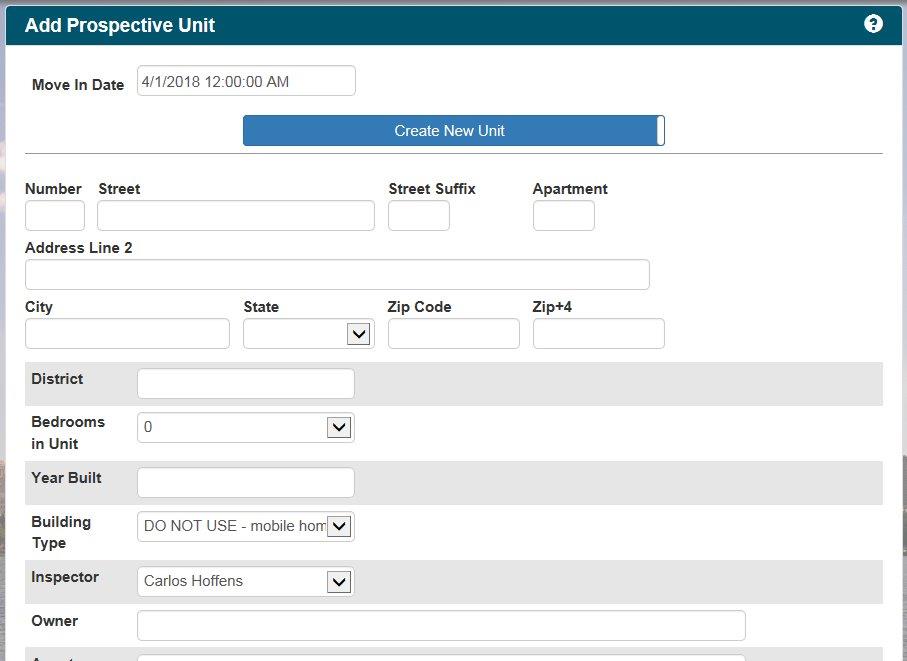 Add Prospective Unit
?
Move In Date 4/1/2018 12:00:00 AM
Create New Unit
Number Street Street Suffix Apartment
Address Line 2
City State Zip Code Zip+4
District
Bedrooms 0
in Unit
Year Built
Building DO NOT USE - mobile hom
Type
Inspector Carlos Hoffens
Owner